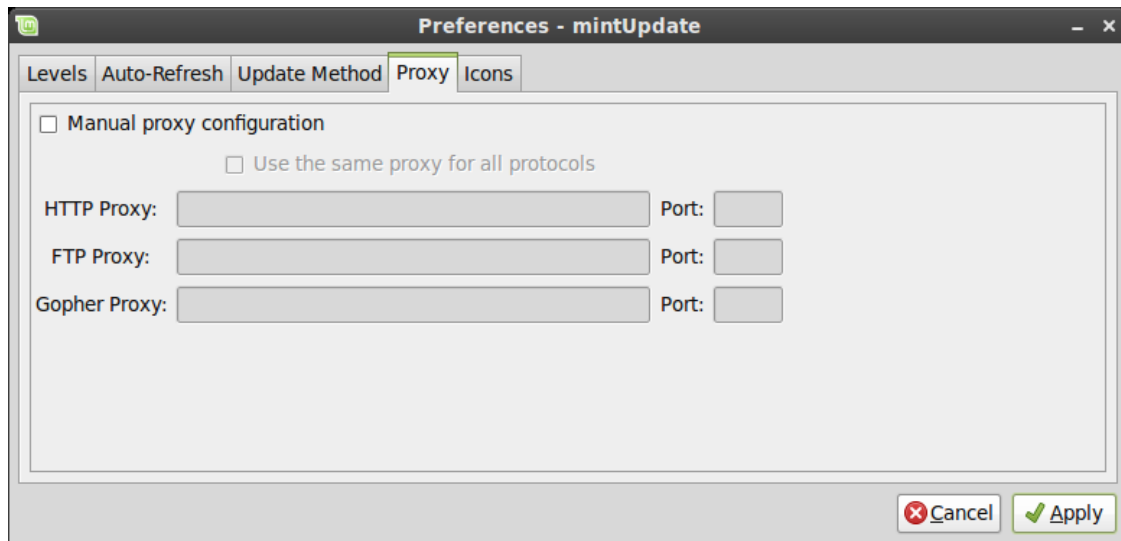 Preferences - mintUpdate
Levels Auto-Refresh Update Method Proxy Icons
Manual proxy configuration
Use the same proxy for all protocols
HTTP Proxy: Port:
FTP Proxy: Port:
Gopher Proxy: Port:
Cancel Apply